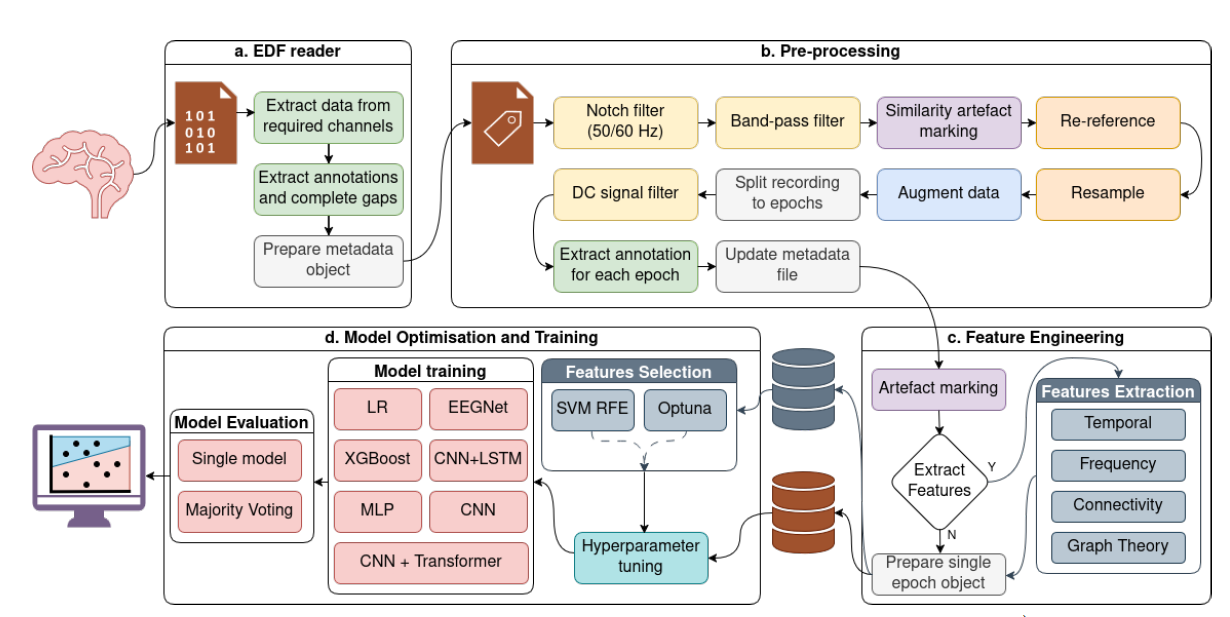 a. EDF reader
101
010
101
Extract data from
required channels
Extract annotations
and complete gaps
Prepare metadata
object
b. Pre-processing
Notch filter
(50/60 Hz)
Band-pass filter
Similarity artefact
marking
Re-reference
DC signal filter
Split recording
to epochs
Augment data
Resample
Extract annotation
for each epoch
Update metadata
file
c. Feature Engineering
Artefact marking
Extract
Features
Y
N
Prepare single
epoch object
Features Extraction
Temporal
Frequency
Connectivity
Graph Theory
d. Model Optimisation and Training
Features Selection
SVM RFE
Optuna
Hyperparameter
tuning
Model training
LR
EEGNet
XGBoost
CNN+LSTM
MLP
CNN
CNN + Transformer
Model Evaluation
Single model
Majority Voting